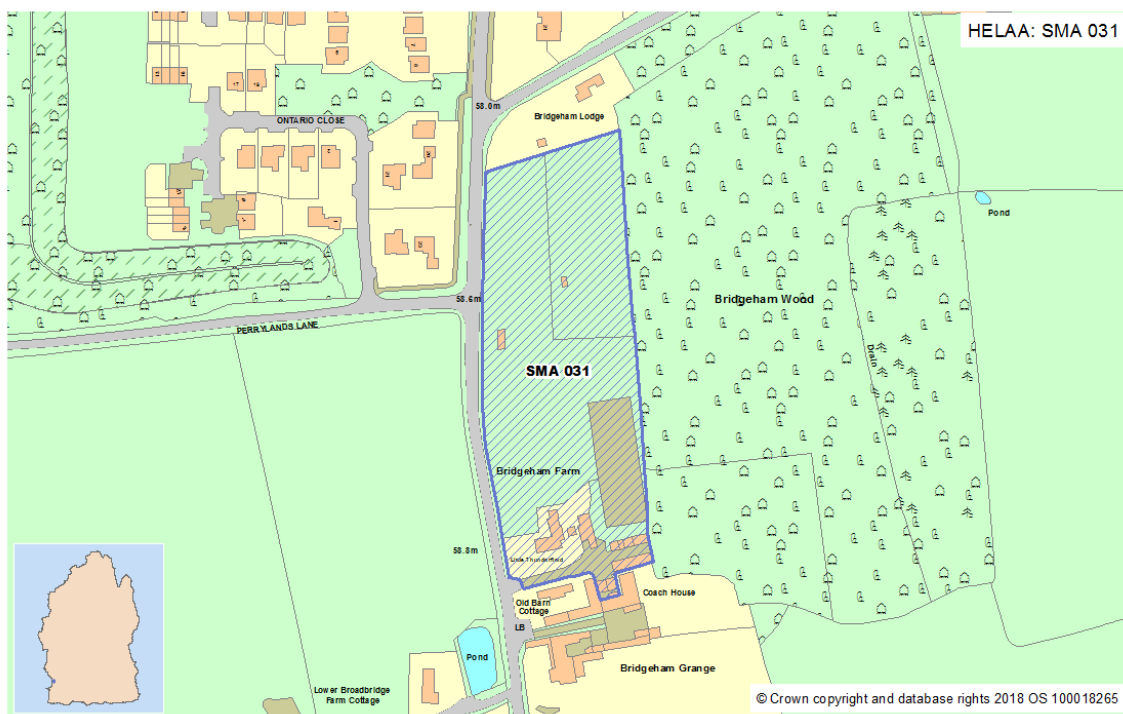 HELAA: SMA 031
58.0m
Bridgeham Lodge
ONTARIO CLOSE
Pond
58.6m
Bridgeham Wood
PERRYLANDS LANE
Drain
SMA 031
Bridgeham Farm
58.8m
Little Thunderfield
Coach House
Old Barn
Cottage
LB
Pond
Bridgeham Grange
Lower Broadbridge
Farm Cottage
© Crown copyright and database rights 2018 OS 100018265